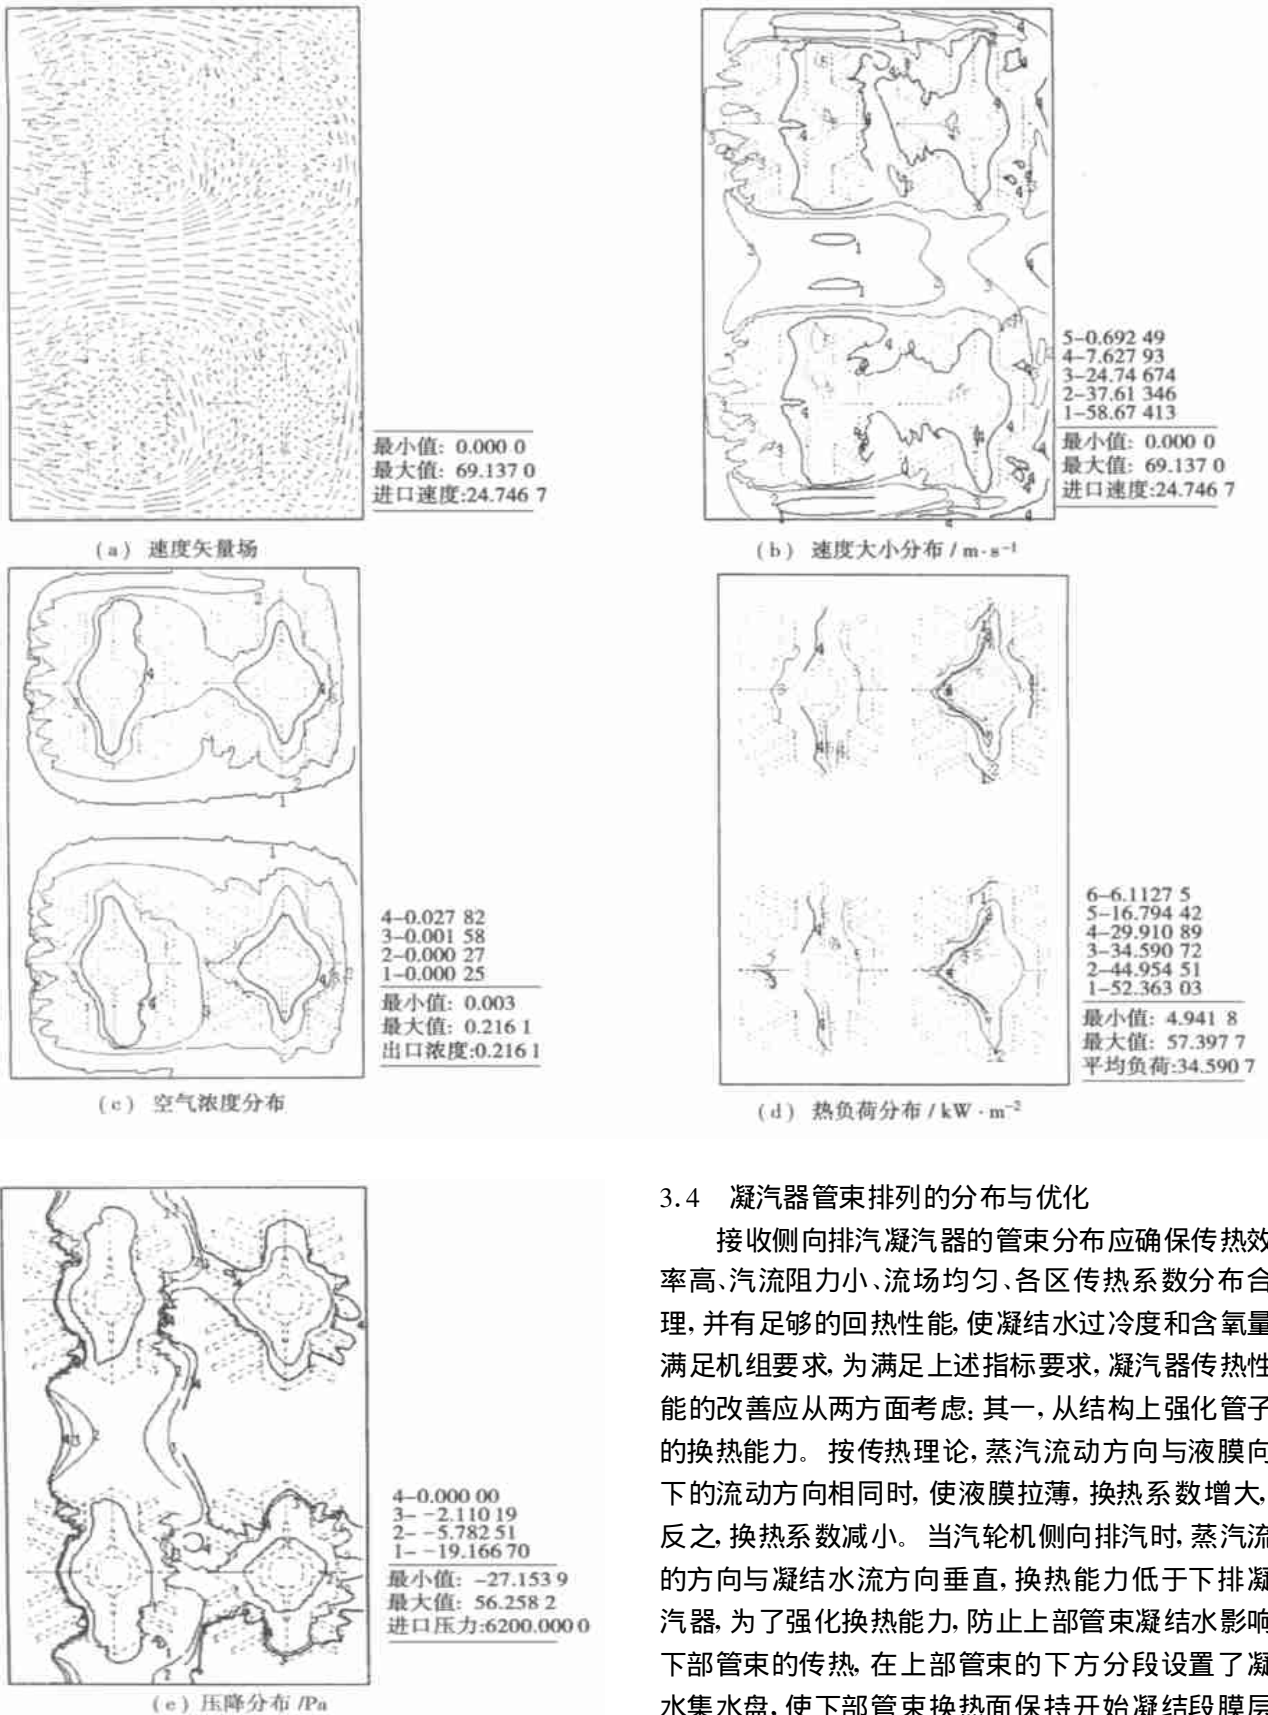 5-0.692 49
4-7.627 93
3-24.74 674
2-37.61 346
1-58.67 413
最小值: 0.000 0
最大值: 69.137 0
进口速度:24.746 7
最小值: 0.000 0
最大值: 69.137 0
进口速度:24.746 7
(a) 速度矢量场
(b) 速度大小分布 / m·s⁻¹
4-0.027 82
3-0.001 58
2-0.000 27
1-0.000 25
最小值: 0.003
最大值: 0.216 1
出口浓度:0.216 1
6-6.1127 5
5-16.794 42
4-29.910 89
3-34.590 72
2-44.954 51
1-52.363 03
最小值: 4.941 8
最大值: 57.397 7
平均负荷:34.590 7
(c) 空气浓度分布
(d) 热负荷分布 / kW·m⁻²
4-0.000 00
3- -2.110 19
2- -5.782 51
1- -19.166 70
最小值: -27.153 9
最大值: 56.258 2
进口压力:6200.000 0
(e) 压降分布 /Pa
3.4 凝汽器管束排列的分布与优化
接收侧向排汽凝汽器的管束分布应确保传热效
率高、汽流阻力小、流场均匀、各区传热系数分布合
理,并有足够的回热性能,使凝结水过冷度和含氧量
满足机组要求,为满足上述指标要求,凝汽器传热性
能的改善应从两方面考虑:其一,从结构上强化管子
的换热能力。按传热理论,蒸汽流动方向与液膜向
下的流动方向相同时,使液膜拉薄,换热系数增大,
反之,换热系数减小。当汽轮机侧向排汽时,蒸汽流
的方向与凝结水流方向垂直,换热能力低于下排凝
汽器,为了强化换热能力,防止上部管束凝结水影响
下部管束的传热,在上部管束的下方分段设置了凝
水集水盘,使下部管束换热面保持开始凝结段膜层